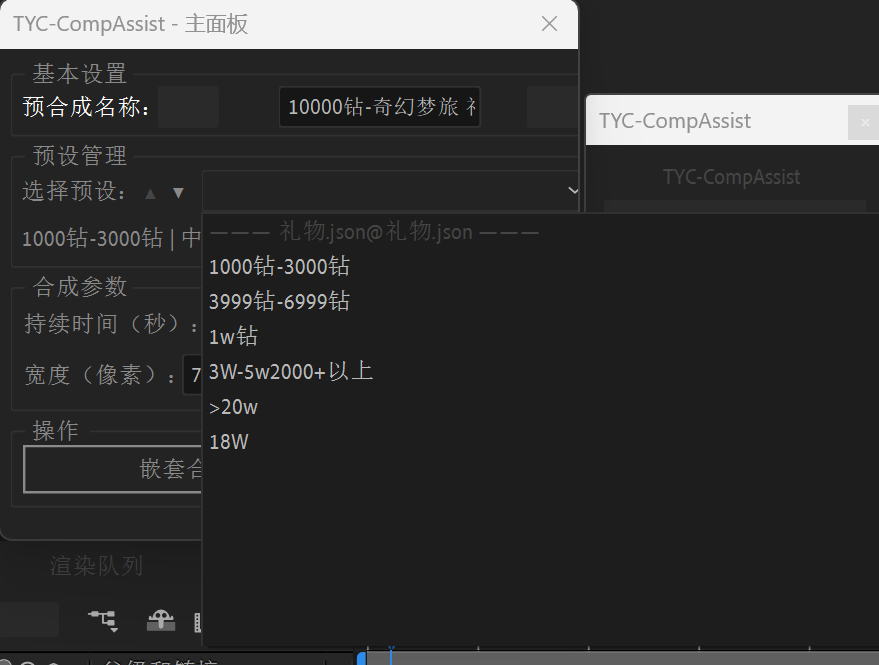 TYC-CompAssist - 主面板
基本设置
预合成名称：
10000钻-奇幻梦旅
TYC-CompAssist
TYC-CompAssist
预设管理
选择预设：
1000钻-3000钻 | 中
——— 礼物.json@礼物.json ———
1000钻-3000钻
3999钻-6999钻
1w钻
3W-5w2000+以上
>20w
18W
合成参数
持续时间（秒）：
宽度（像素）：
7
操作
嵌套合
渲染队列
父级和链接